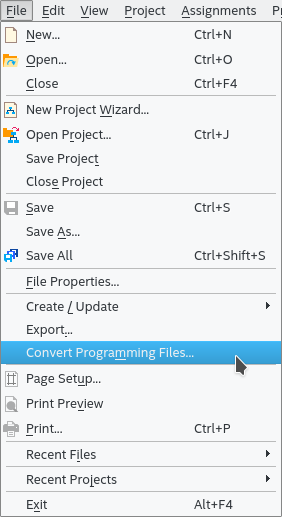 File Edit View Project Assignments
New... Ctrl+N
Open... Ctrl+O
Close Ctrl+F4
New Project Wizard...
Open Project... Ctrl+J
Save Project
Close Project
Save Ctrl+S
Save As...
Save All Ctrl+Shift+S
File Properties...
Create / Update
Export...
Convert Programming Files...
Page Setup...
Print Preview
Print... Ctrl+P
Recent Files
Recent Projects
Exit Alt+F4